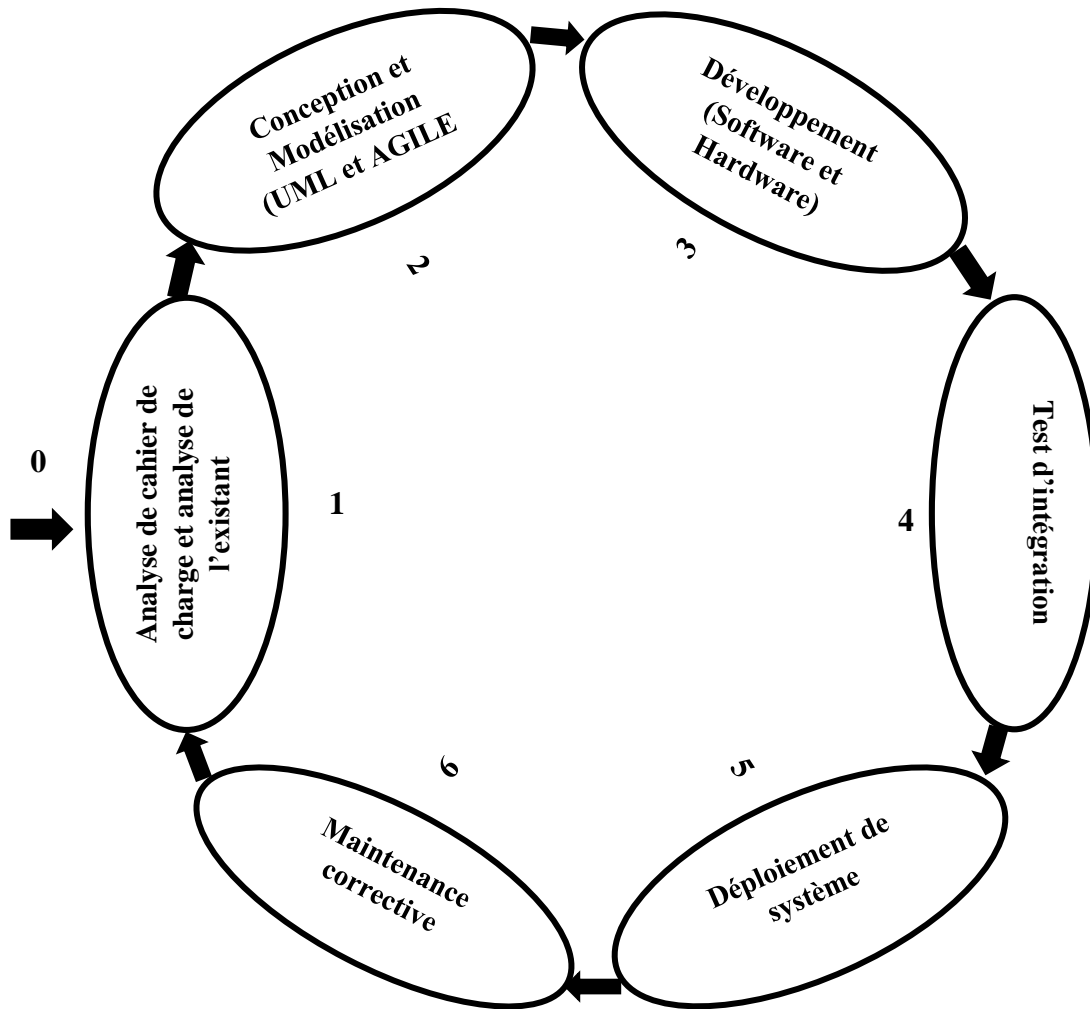 0
Analyse de cahier de
charge et analyse de
l’existant
1
Conception et
Modélisation
(UML et AGILE
2
Développement
(Software et
Hardware)
3
Test d’intégration
4
Déploiement de
système
5
Maintenance
corrective
6